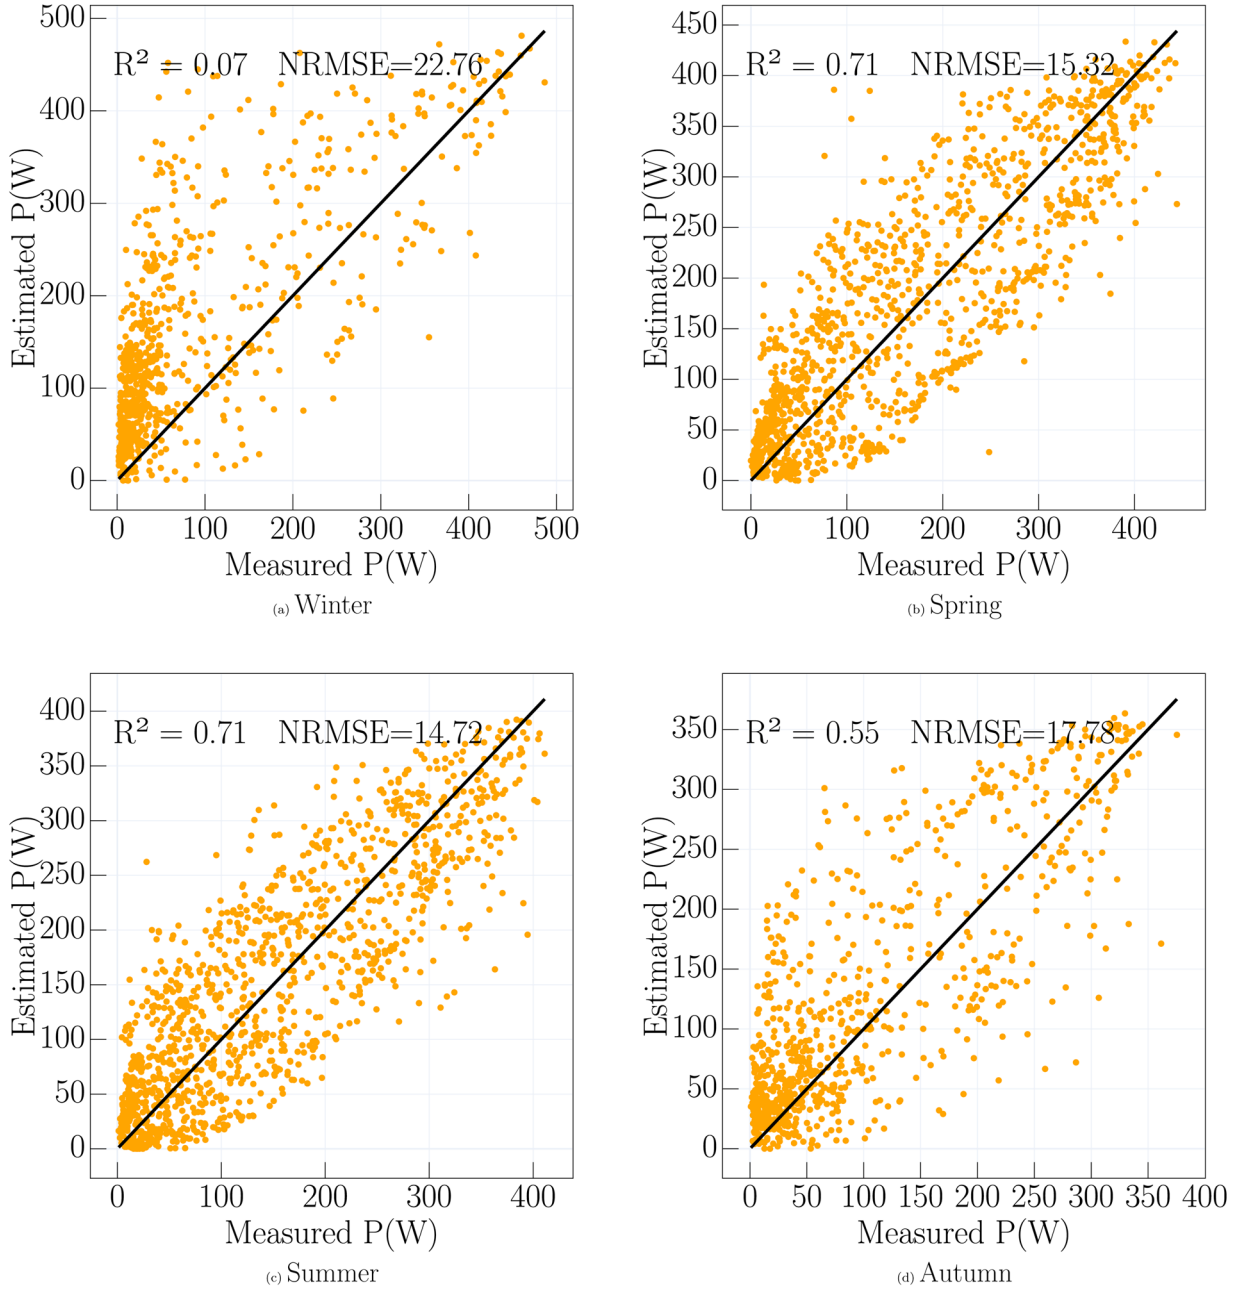 R² = 0.07 NRMSE=22.76
Estimated P(W)
500
400
300
200
100
0
0 100 200 300 400 500
Measured P(W)
(a) Winter
R² = 0.71 NRMSE=15.32
Estimated P(W)
450
400
350
300
250
200
150
100
50
0
0 100 200 300 400
Measured P(W)
(b) Spring
R² = 0.71 NRMSE=14.72
Estimated P(W)
400
350
300
250
200
150
100
50
0
0 100 200 300 400
Measured P(W)
(c) Summer
R² = 0.55 NRMSE=17.78
Estimated P(W)
350
300
250
200
150
100
50
0
0 50 100 150 200 250 300 350 400
Measured P(W)
(d) Autumn